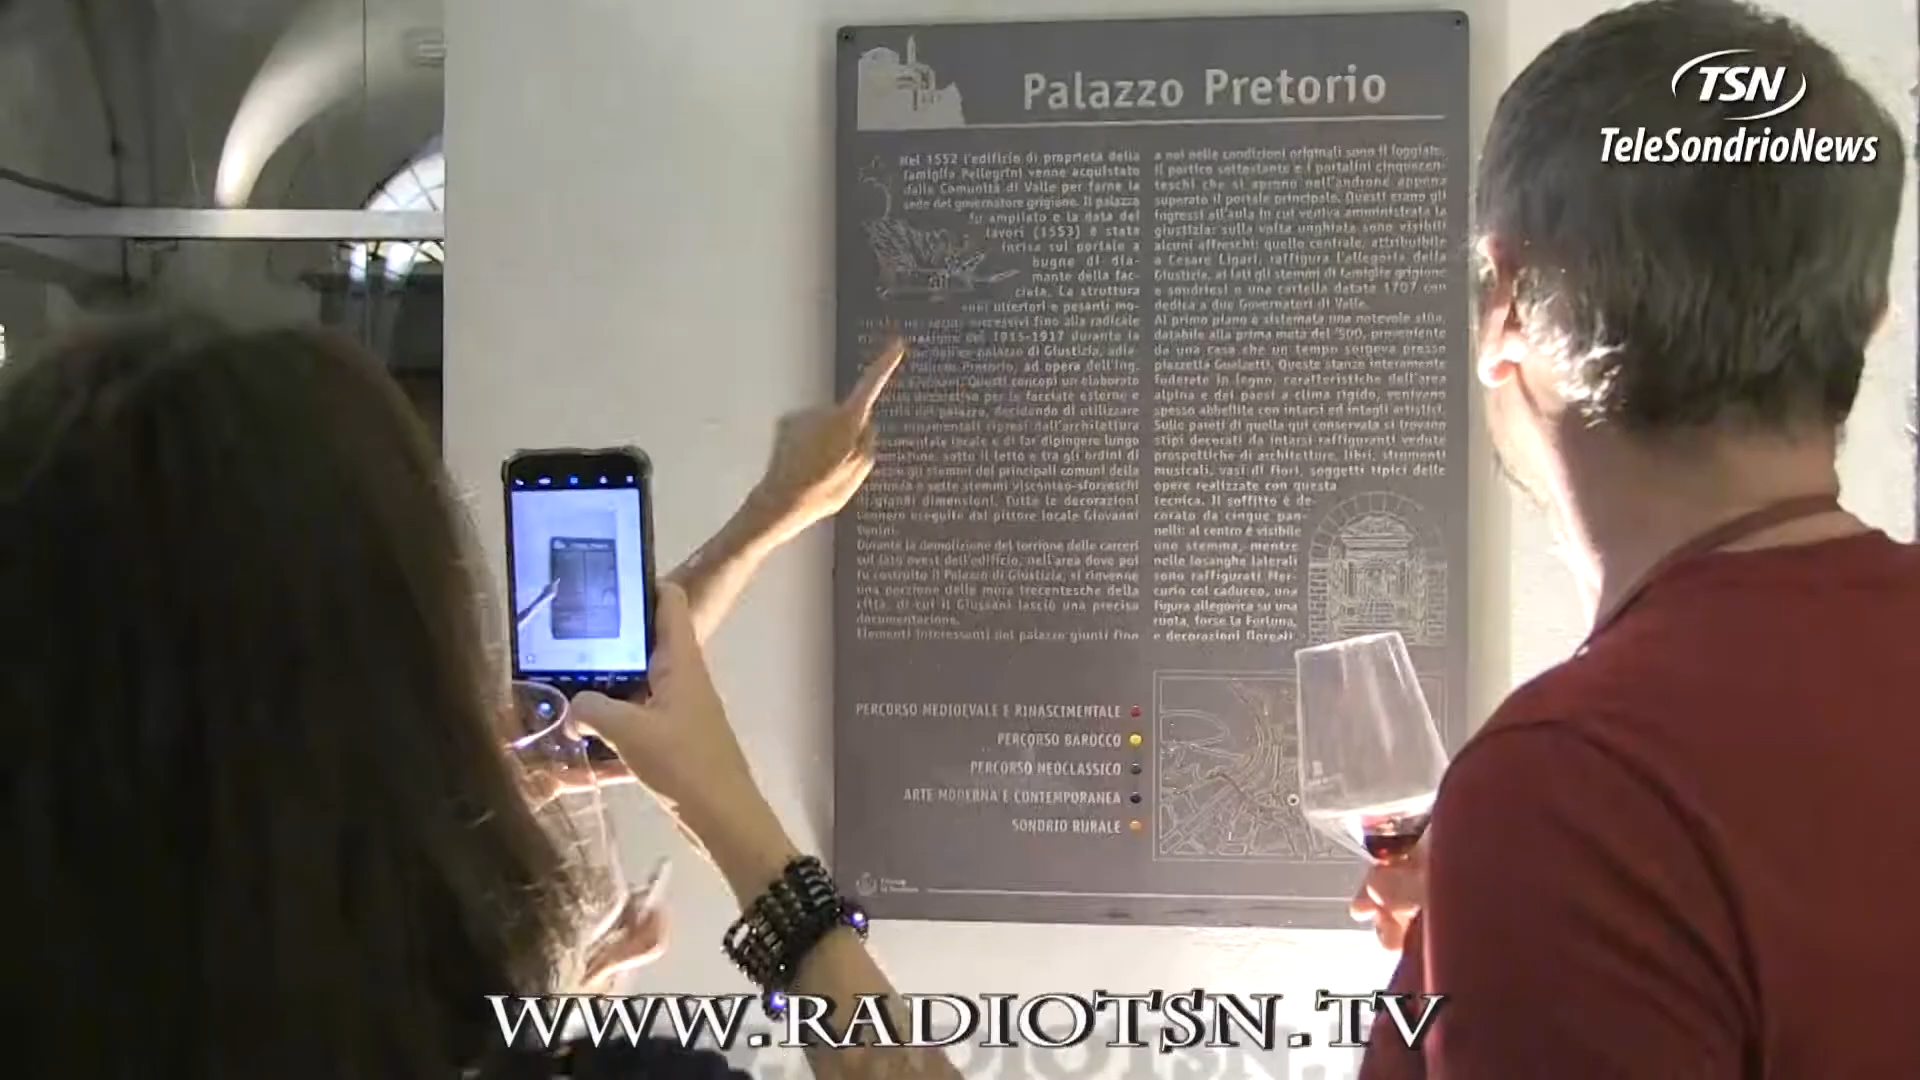 TSN
TeleSondrioNews
Palazzo Pretorio
Nel 1552 l'edificio di proprietà della
famiglia Pellegrini venne acquistato
dalla Comunità di Valle per farne la
sede del governatore grigione. Il palazzo
fu ampliato e la data dei
lavori (1553) è stata
incisa sul portale a
bugne di dia-
mante della fac-
ciata. La struttura
subì ulteriori e pesanti mo-
successivi fino alla radicale
del 1915-1917 durante la
palazzo di Giustizia, adia-
Palazzo Pretorio, ad opera dell'ing.
Questi concepì un elaborato
per le facciate esterne e
del palazzo, decidendo di utilizzare
ornamentali ripresi dall'architettura
locale e di far dipingere lungo
sotto il tetto e tra gli ordini di
gli stemmi dei principali comuni della
e sette stemmi visconteo-sforzeschi
di grandi dimensioni. Tutte le decorazioni
vennero eseguite dal pittore locale Giovanni
Durante la demolizione del torrione delle carceri
sul lato ovest dell'edificio, nell'area dove poi
fu costruito il Palazzo di Giustizia, si rinvenne
una porzione delle mura trecentesche della
città, di cui il Giussani lasciò una precisa
documentazione.
Elementi interessanti del palazzo giunti fino
a noi nelle condizioni originali sono il loggiato,
il portico sottostante e i portalini cinquecen-
teschi che si aprono nell'androne appena
superato il portale principale. Questi erano gli
ingressi all'aula in cui veniva amministrata la
giustizia: sulla volta unghiata sono visibili
alcuni affreschi: quello centrale, attribuibile
a Cesare Ligari, raffigura l'allegoria della
Giustizia, ai lati gli stemmi di famiglie grigione
e sondriesi e una cartella datata 1707 con
dedica a due Governatori di Valle.
Al primo piano è sistemata una notevole stüa,
databile alla prima metà del '500, proveniente
da una casa che un tempo sorgeva presso
piazzetta Gualzetti. Queste stanze interamente
foderate in legno, caratteristiche dell'area
alpina e dei paesi a clima rigido, venivano
spesso abbellite con intarsi ed intagli artistici.
Sulle pareti di quella qui conservata si trovano
stipi decorati da intarsi raffiguranti vedute
prospettiche di architetture, libri, strumenti
musicali, vasi di fiori, soggetti tipici delle
opere realizzate con questa
tecnica. Il soffitto è de-
corato da cinque pan-
nelli: al centro è visibile
uno stemma, mentre
nelle losanghe laterali
sono raffigurati Mer-
curio col caduceo, una
figura allegorica su una
ruota, forse la Fortuna,
e decorazioni floreali.
PERCORSO MEDIOEVALE E RINASCIMENTALE
PERCORSO BAROCCO
PERCORSO NEOCLASSICO
ARTE MODERNA E CONTEMPORANEA
SONDRIO RURALE
WWW.RADIOTSN.TV